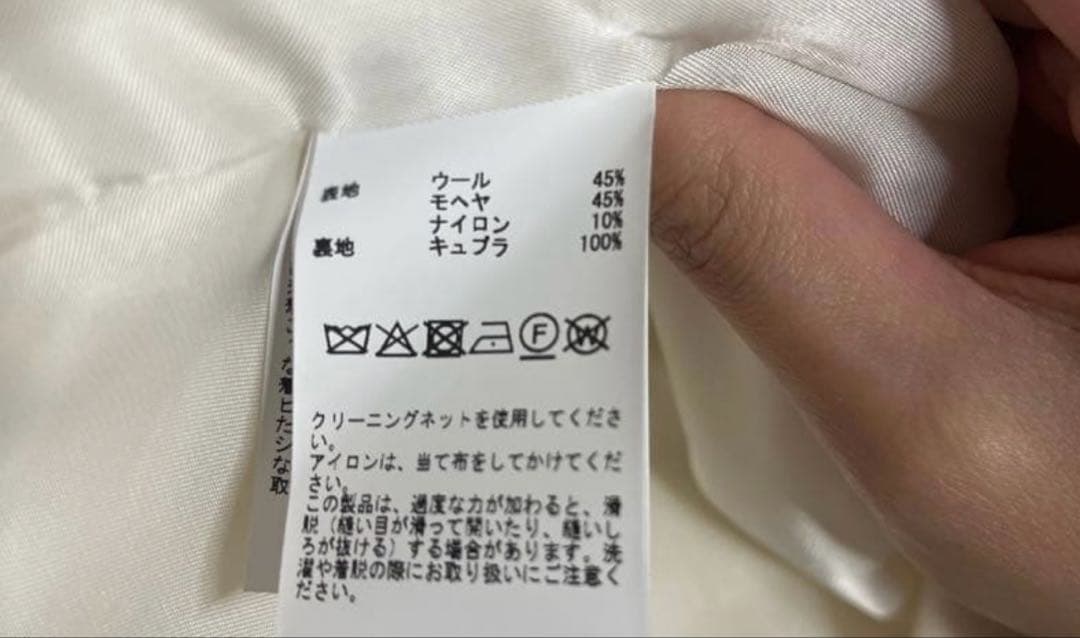 表地 ウール 45%
モヘヤ 45%
ナイロン 10%
裏地 キュプラ 100%
F W
クリーニングネットを使用してくださ
い。
アイロンは、当て布をしてかけてくだ
さい。
この製品は、過度な力が加わると、滑
脱（縫い目が滑って開いたり、縫いし
ろが抜ける）する場合があります。洗
濯や着脱の際にお取り扱いにご注意く
ださい。